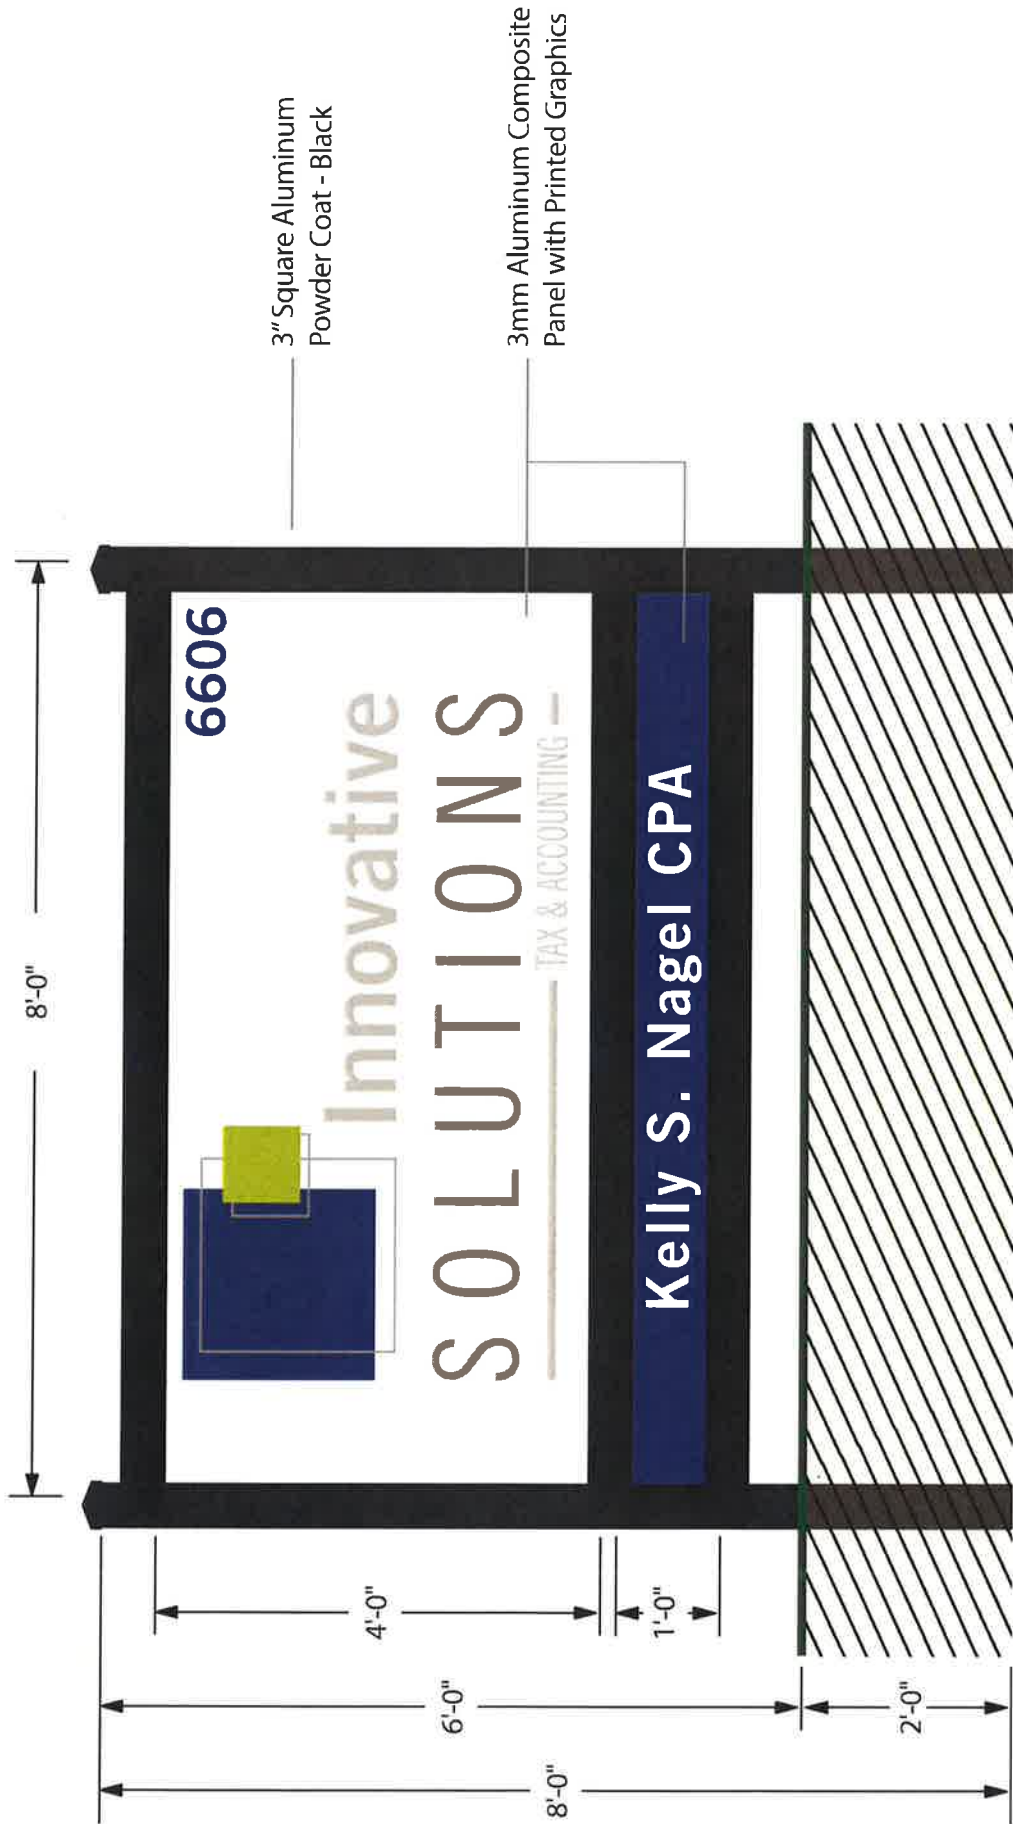 8'-0"
3" Square Aluminum
Powder Coat - Black
6606
Innovative
SOLUTIONS
TAX & ACCOUNTING
3mm Aluminum Composite
Panel with Printed Graphics
Kelly S. Nagel CPA
4'-0"
1'-0"
6'-0"
2'-0"
8'-0"